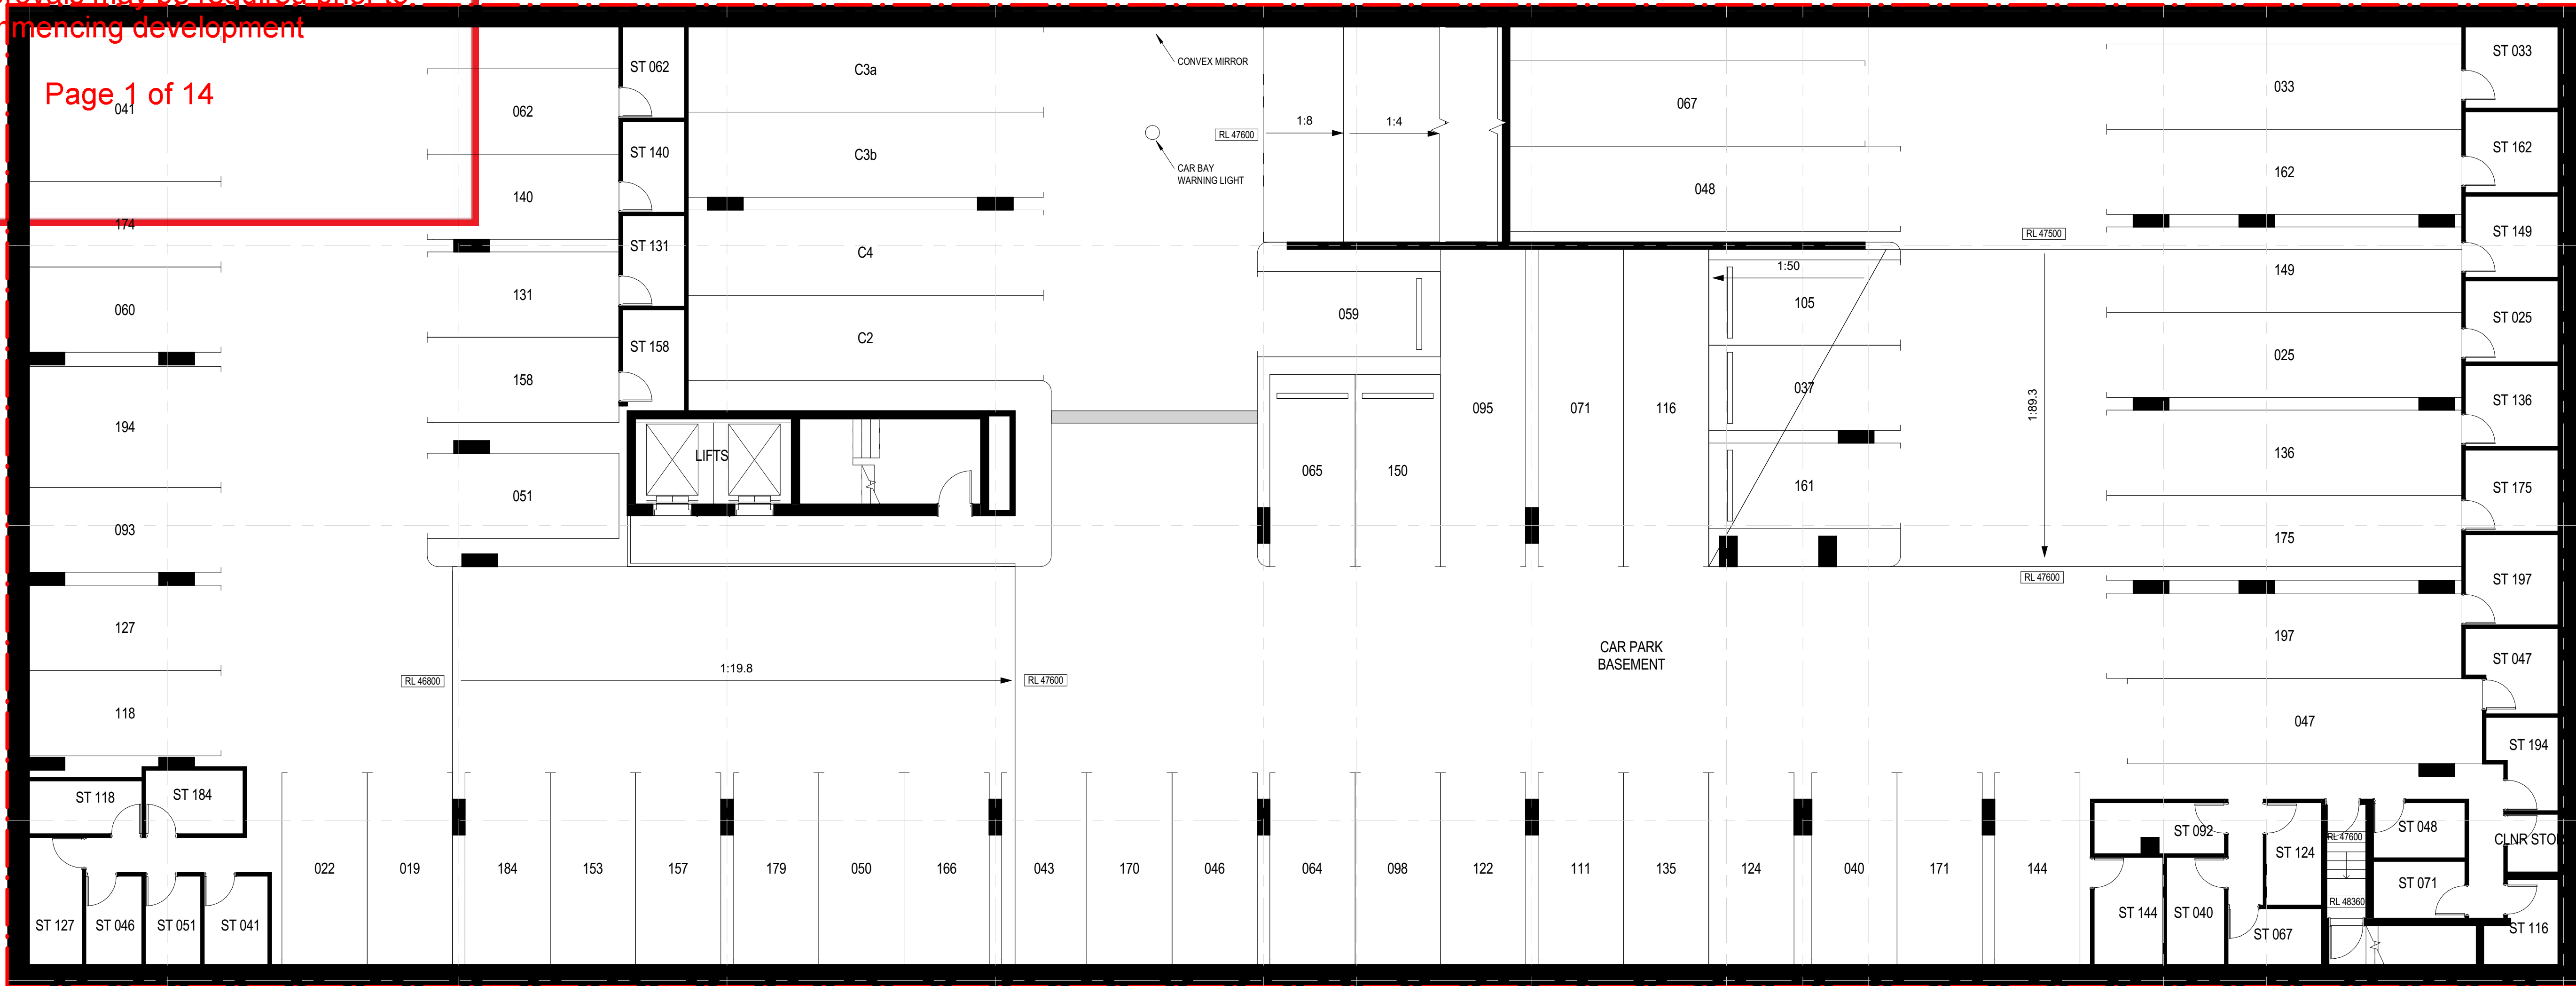 mencing development
Page 1 of 14
041
174
060
194
093
127
118
062
140
131
158
051
ST 062
ST 140
ST 131
ST 158
C3a
C3b
C4
C2
CONVEX MIRROR
CAR BAY
WARNING LIGHT
RL 47600
1:8
1:4
067
048
033
162
149
025
136
175
197
047
ST 033
ST 162
ST 149
ST 025
ST 136
ST 175
ST 197
ST 047
ST 194
LIFTS
059
065
150
095
071
116
1:50
105
037
161
RL 47500
1:89.3
RL 47600
CAR PARK
BASEMENT
RL 46800
1:19.8
RL 47600
ST 118
ST 184
ST 127
ST 046
ST 051
ST 041
022
019
184
153
157
179
050
166
043
170
046
064
098
122
111
135
124
040
171
144
ST 092
ST 124
ST 144
ST 040
ST 067
RL 47600
RL 48360
ST 048
ST 071
CLNR STO
ST 116